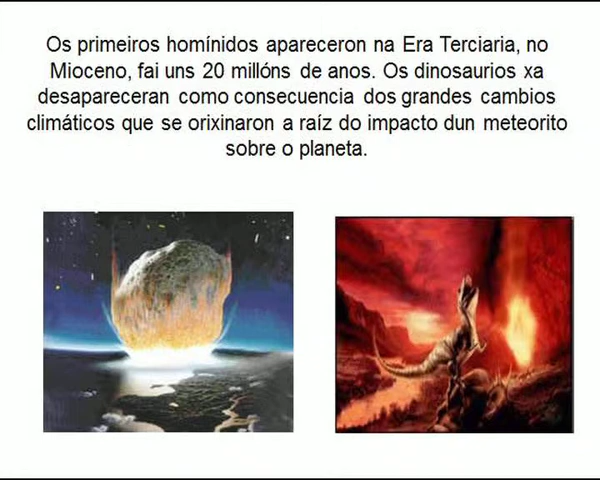 Os primeiros homínidos apareceron na Era Terciaria, no
Mioceno, fai uns 20 millóns de anos. Os dinosaurios xa
desapareceran como consecuencia dos grandes cambios
climáticos que se orixinaron a raíz do impacto dun meteorito
sobre o planeta.